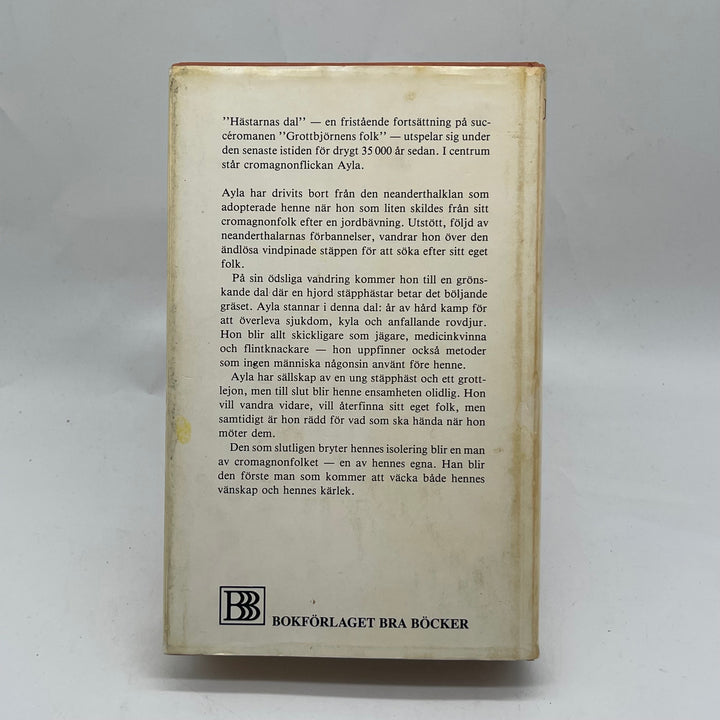 "Hästarnas dal" — en fristående fortsättning på suc-
céromanen "Grottbjörnens folk" — utspelar sig under
den senaste istiden för drygt 35 000 år sedan. I centrum
står cromagnonflickan Ayla.
Ayla har drivits bort från den neanderthalklan som
adopterade henne när hon som liten skildes från sitt
cromagnonfolk efter en jordbävning. Utstött, följd av
neanderthalarnas förbannelser, vandrar hon över den
ändlösa vindpinade stäppen för att söka efter sitt eget
folk.
På sin ödsliga vandring kommer hon till en gröns-
kande dal där en hjord stäpphästar betar det böljande
gräset. Ayla stannar i denna dal: år av hård kamp för
att överleva sjukdom, kyla och anfallande rovdjur.
Hon blir allt skickligare som jägare, medicinkvinna
och flintknackare — hon uppfinner också metoder
som ingen människa någonsin använt före henne.
Ayla har sällskap av en ung stäpphäst och ett grott-
lejon, men till slut blir henne ensamheten olidlig. Hon
vill vandra vidare, vill återfinna sitt eget folk, men
samtidigt är hon rädd för vad som ska hända när hon
möter dem.
Den som slutligen bryter hennes isolering blir en man
av cromagnonfolket — en av hennes egna. Han blir
den förste man som kommer att väcka både hennes
vänskap och hennes kärlek.
BBB BOKFÖRLAGET BRA BÖCKER